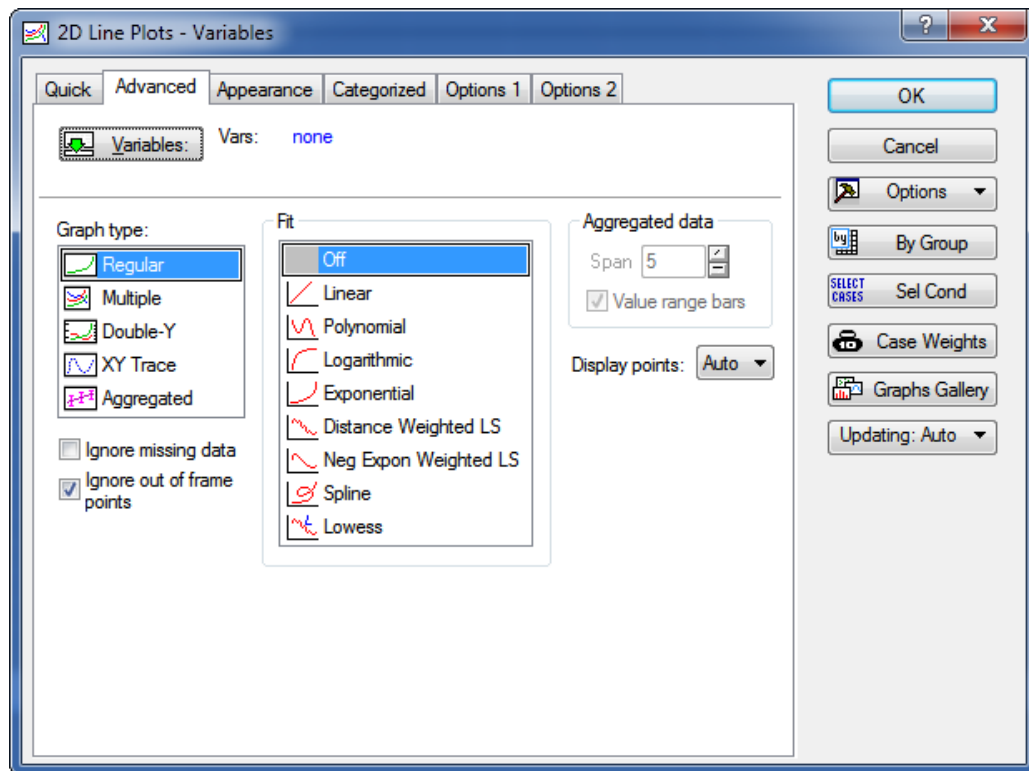 2D Line Plots - Variables
?
X
Quick
Advanced
Appearance
Categorized
Options 1
Options 2
Variables:
Vars:
none
Graph type:
Regular
Multiple
Double-Y
XY Trace
Aggregated
Ignore missing data
Ignore out of frame
points
Fit
Off
Linear
Polynomial
Logarithmic
Exponential
Distance Weighted LS
Neg Expon Weighted LS
Spline
Lowess
Aggregated data
Span 5
Value range bars
Display points: Auto
OK
Cancel
Options
by
By Group
SELECT
CASES
Sel Cond
Case Weights
Graphs Gallery
Updating: Auto